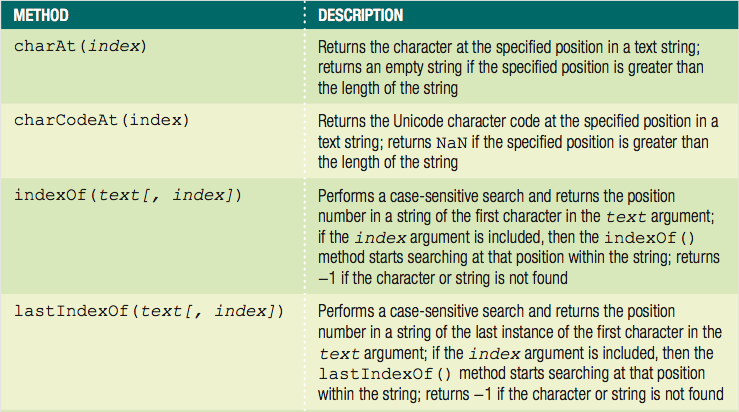 METHOD DESCRIPTION
charAt(index) Returns the character at the specified position in a text string;
returns an empty string if the specified position is greater than
the length of the string
charCodeAt(index) Returns the Unicode character code at the specified position in a
text string; returns NaN if the specified position is greater than
the length of the string
indexOf(text[, index]) Performs a case-sensitive search and returns the position
number in a string of the first character in the text argument;
if the index argument is included, then the indexOf()
method starts searching at that position within the string; returns
−1 if the character or string is not found
lastIndexOf(text[, index]) Performs a case-sensitive search and returns the position
number in a string of the last instance of the first character in the
text argument; if the index argument is included, then the
lastIndexOf() method starts searching at that position
within the string; returns −1 if the character or string is not found